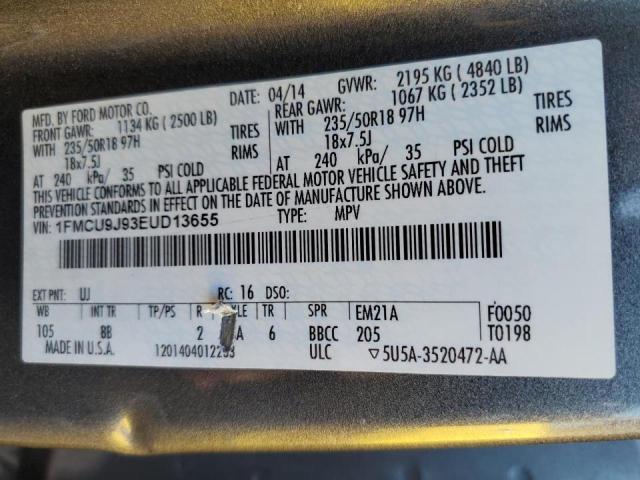 MFD. BY FORD MOTOR CO.
DATE: 04/14 GVWR: 2195 KG ( 4840 LB)
FRONT GAWR: 1134 KG ( 2500 LB)
REAR GAWR: 1067 KG ( 2352 LB)
WITH 235/50R18 97H TIRES
WITH 235/50R18 97H TIRES
18x7.5J RIMS
18x7.5J RIMS
AT 240 kPa/ 35 PSI COLD
AT 240 kPa/ 35 PSI COLD
THIS VEHICLE CONFORMS TO ALL APPLICABLE FEDERAL MOTOR VEHICLE SAFETY AND THEFT
PREVENTION STANDARDS IN EFFECT ON THE DATE OF MANUFACTURE SHOWN ABOVE.
VIN: 1FMCU9J93EUD13655 TYPE: MPV
EXT PNT: UJ RC: 16 DSO:
WB INT TR TP/PS R LE TR SPR EM21A F0050
105 8B 2 A 6 BBCC 205 T0198
MADE IN U.S.A. ULC ▽5U5A-3520472-AA